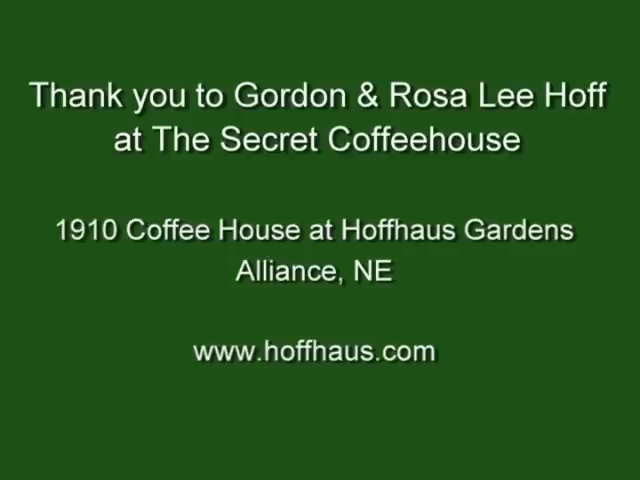 Thank you to Gordon & Rosa Lee Hoff
at The Secret Coffeehouse
1910 Coffee House at Hoffhaus Gardens
Alliance, NE
www.hoffhaus.com